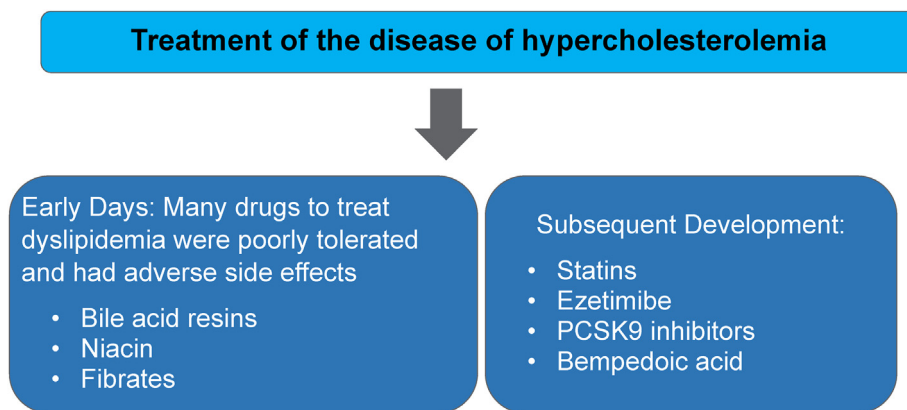 Treatment of the disease of hypercholesterolemia
Early Days: Many drugs to treat
dyslipidemia were poorly tolerated
and had adverse side effects
• Bile acid resins
• Niacin
• Fibrates
Subsequent Development:
• Statins
• Ezetimibe
• PCSK9 inhibitors
• Bempedoic acid